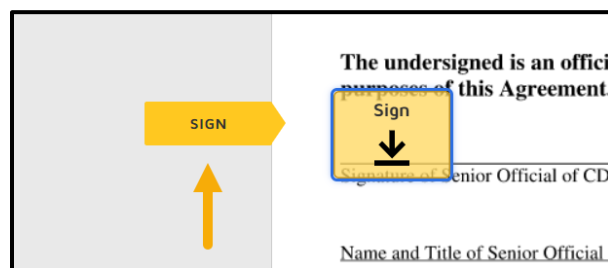 The undersigned is an offici
purposes of this Agreement.
SIGN
Sign
Signature of Senior Official of CD
Name and Title of Senior Official